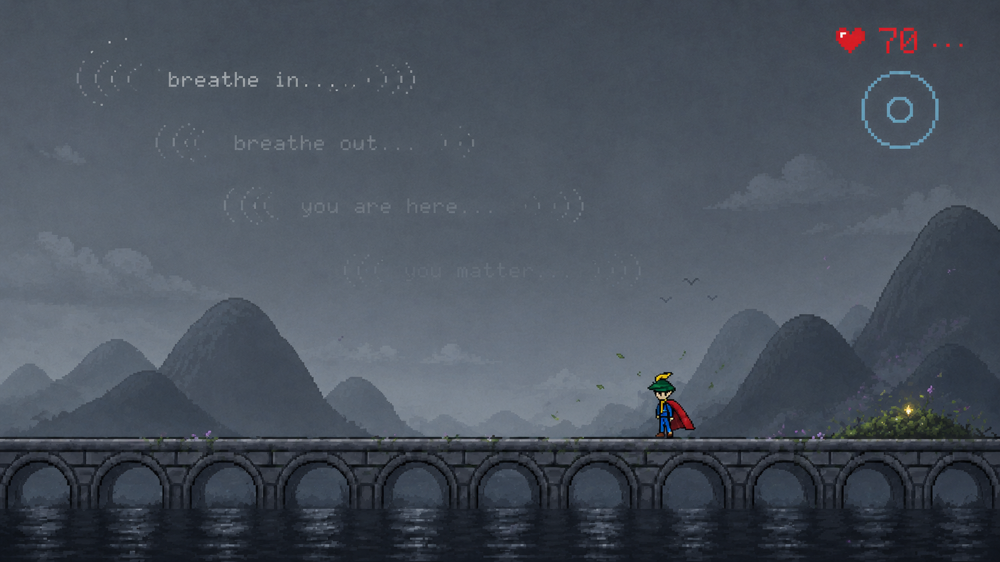 70 ...
breathe in.....
breathe out...
you are here...
you matter...